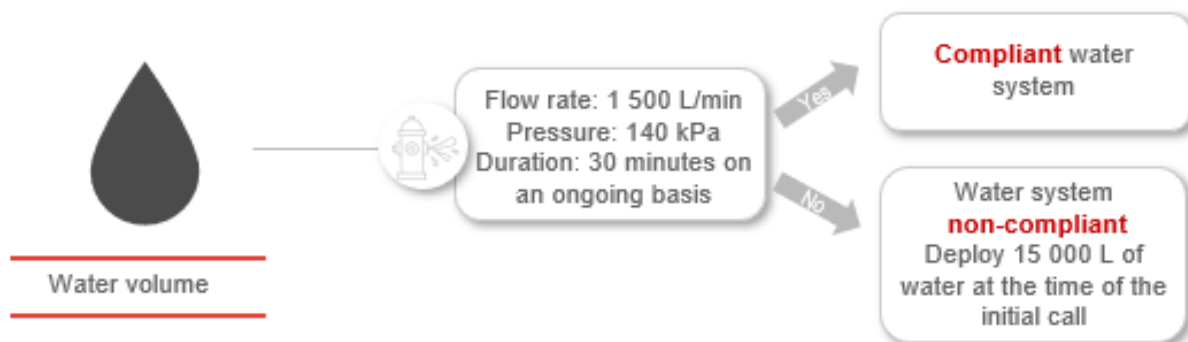 Water volume
Flow rate: 1 500 L/min
Pressure: 140 kPa
Duration: 30 minutes on
an ongoing basis
Yes
No
Compliant water
system
Water system
non-compliant
Deploy 15 000 L of
water at the time of the
initial call